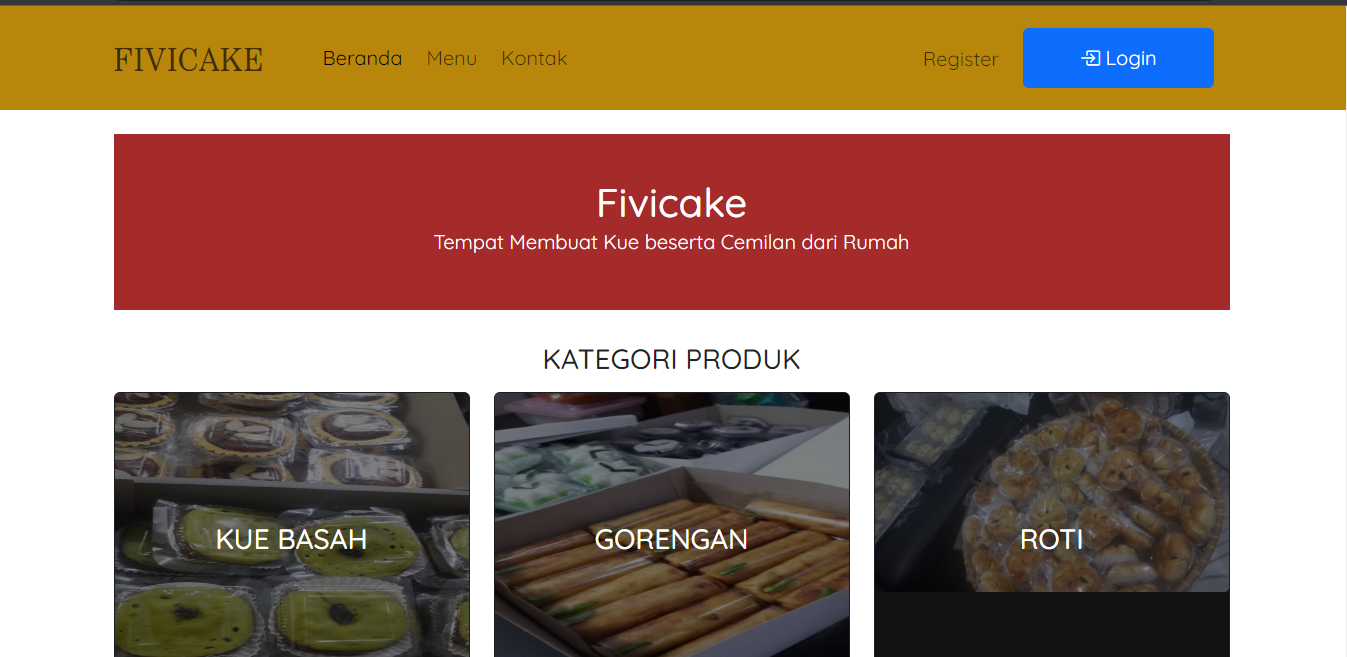 FIVICAKE Beranda Menu Kontak Register Login
Fivicake
Tempat Membuat Kue beserta Cemilan dari Rumah
KATEGORI PRODUK
KUE BASAH GORENGAN ROTI